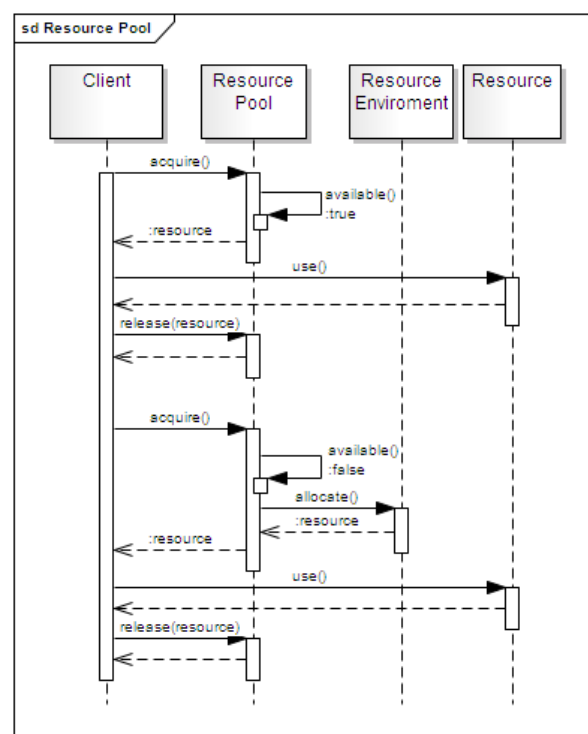 sd Resource Pool
Client
Resource
Pool
Resource
Enviroment
Resource
acquire()
available()
:true
:resource
use()
release(resource)
acquire()
available()
:false
allocate()
:resource
:resource
use()
release(resource)